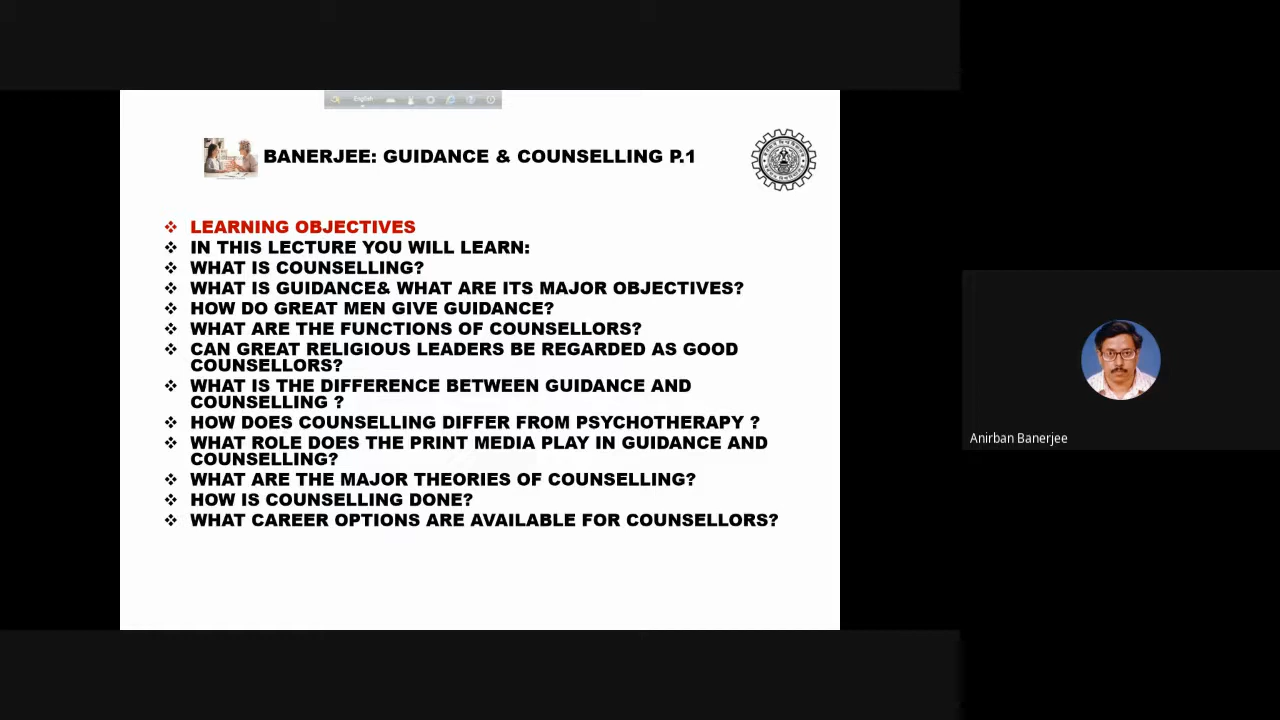 English
BANERJEE: GUIDANCE & COUNSELLING P.1
LEARNING OBJECTIVES
IN THIS LECTURE YOU WILL LEARN:
WHAT IS COUNSELLING?
WHAT IS GUIDANCE& WHAT ARE ITS MAJOR OBJECTIVES?
HOW DO GREAT MEN GIVE GUIDANCE?
WHAT ARE THE FUNCTIONS OF COUNSELLORS?
CAN GREAT RELIGIOUS LEADERS BE REGARDED AS GOOD
COUNSELLORS?
WHAT IS THE DIFFERENCE BETWEEN GUIDANCE AND
COUNSELLING ?
HOW DOES COUNSELLING DIFFER FROM PSYCHOTHERAPY ?
WHAT ROLE DOES THE PRINT MEDIA PLAY IN GUIDANCE AND
COUNSELLING?
WHAT ARE THE MAJOR THEORIES OF COUNSELLING?
HOW IS COUNSELLING DONE?
WHAT CAREER OPTIONS ARE AVAILABLE FOR COUNSELLORS?
Anirban Banerjee